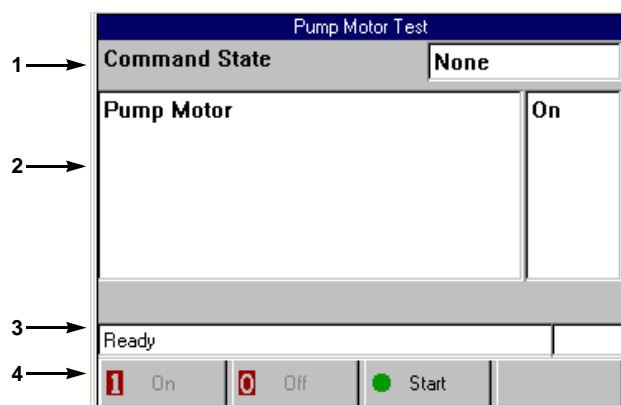 Pump Motor Test
1 Command State None
2 Pump Motor On
3 Ready
4 1 On 0 Off Start